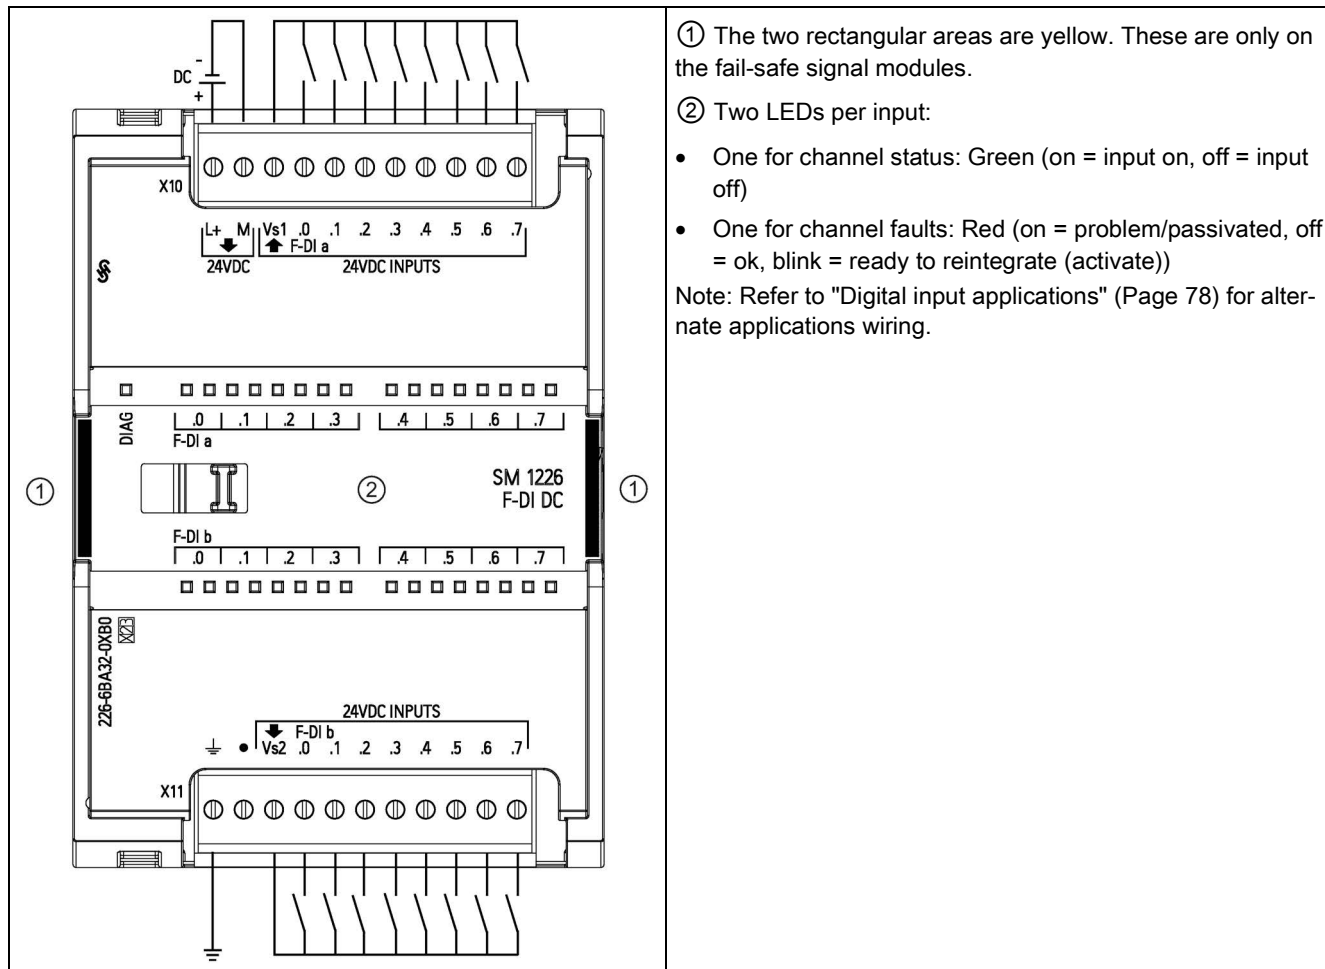 -
DC
+
X10
L+ M Vs1 .0 .1 .2 .3 .4 .5 .6 .7
F-DI a
24VDC 24VDC INPUTS
DIAG
.0 .1 .2 .3 .4 .5 .6 .7
F-DI a
① ② ①
SM 1226
F-DI DC
F-DI b
.0 .1 .2 .3 .4 .5 .6 .7
226-6BA32-0XB0
X23
24VDC INPUTS
F-DI b
Vs2 .0 .1 .2 .3 .4 .5 .6 .7
X11
① The two rectangular areas are yellow. These are only on
the fail-safe signal modules.
② Two LEDs per input:
• One for channel status: Green (on = input on, off = input
off)
• One for channel faults: Red (on = problem/passivated, off
= ok, blink = ready to reintegrate (activate))
Note: Refer to "Digital input applications" (Page 78) for alter-
nate applications wiring.